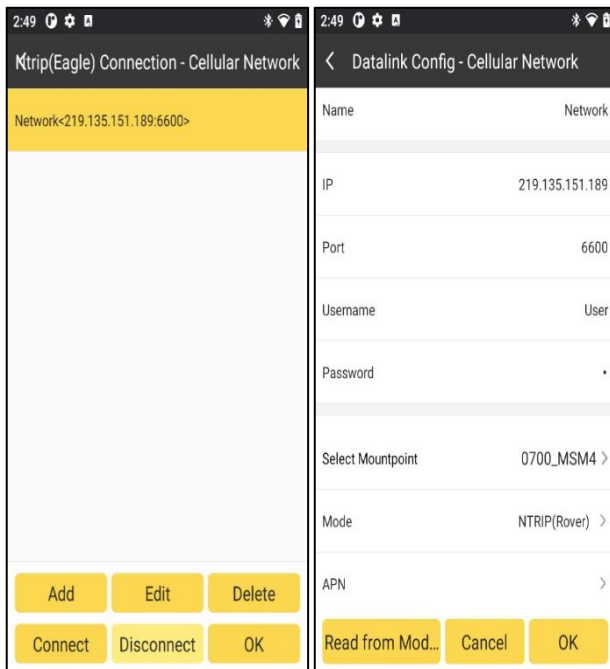 2:49
Ntrip(Eagle) Connection - Cellular Network
Network<219.135.151.189:6600>
Add Edit Delete
Connect Disconnect OK
2:49
Datalink Config - Cellular Network
Name Network
IP 219.135.151.189
Port 6600
Username User
Password •
Select Mountpoint 0700_MSM4
Mode NTRIP(Rover)
APN
Read from Mod... Cancel OK